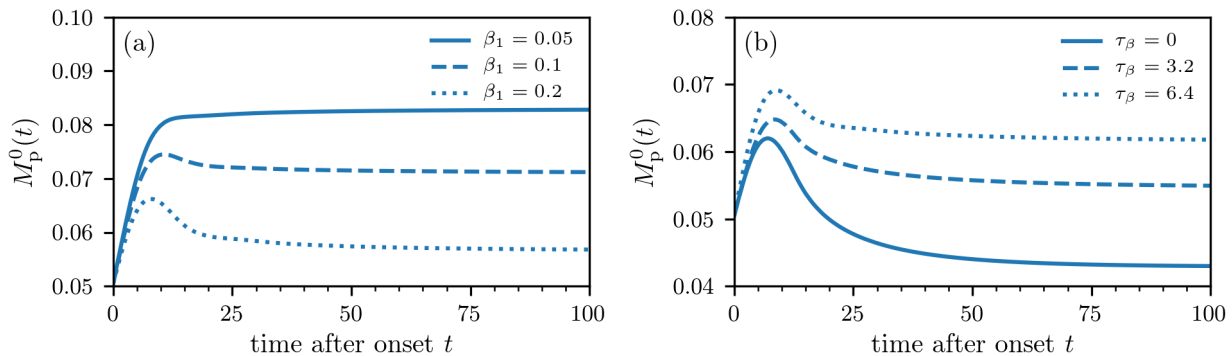 (a)
β₁ = 0.05
β₁ = 0.1
β₁ = 0.2
0.10
0.09
0.08
0.07
0.06
0.05
M⁰ₚ(t)
0
25
50
75
100
time after onset t
(b)
τᵦ = 0
τᵦ = 3.2
τᵦ = 6.4
0.08
0.07
0.06
0.05
0.04
M⁰ₚ(t)
0
25
50
75
100
time after onset t